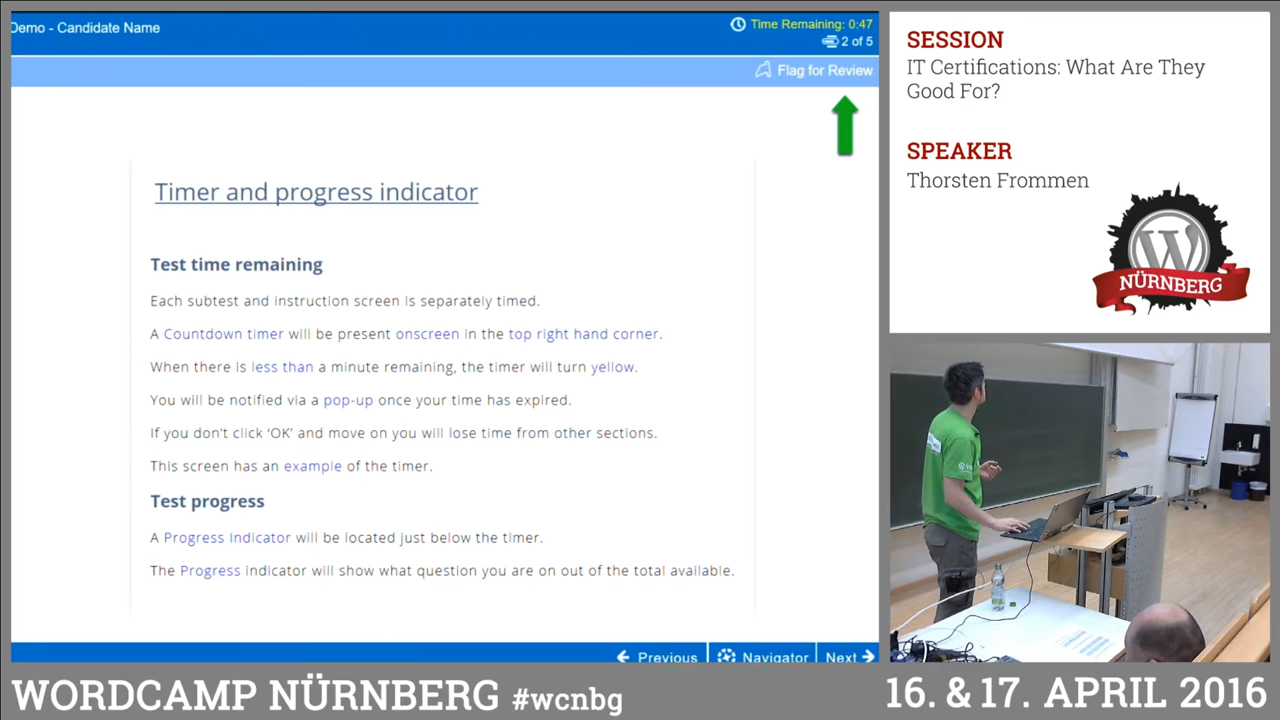 Demo - Candidate Name
Time Remaining: 0:47
2 of 5
Flag for Review
Timer and progress indicator
Test time remaining
Each subtest and instruction screen is separately timed.
A Countdown timer will be present onscreen in the top right hand corner.
When there is less than a minute remaining, the timer will turn yellow.
You will be notified via a pop-up once your time has expired.
If you don't click ‘OK’ and move on you will lose time from other sections.
This screen has an example of the timer.
Test progress
A Progress Indicator will be located just below the timer.
The Progress indicator will show what question you are on out of the total available.
Previous
Navigator
Next
SESSION
IT Certifications: What Are They
Good For?
SPEAKER
Thorsten Frommen
W
NÜRNBERG
WORDCAMP NÜRNBERG #wcnbg
16. & 17. APRIL 2016